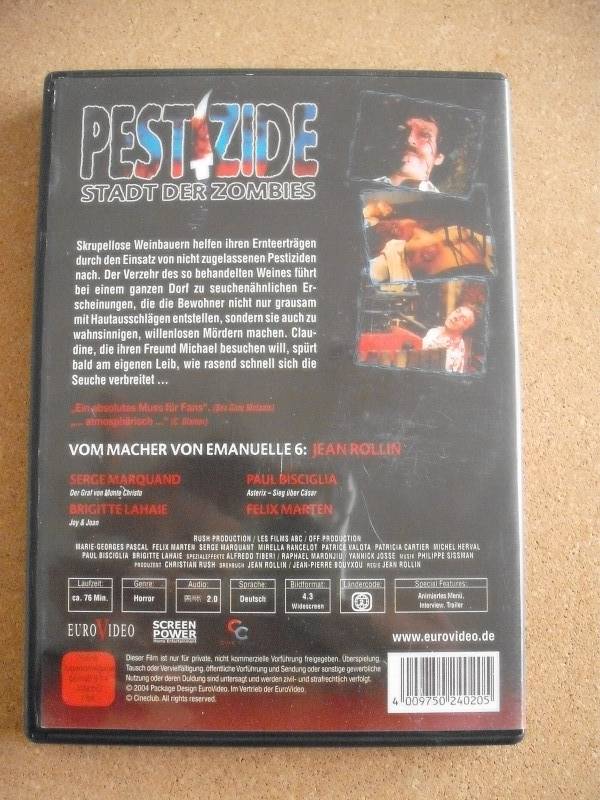 PESTIZIDE
STADT DER ZOMBIES
Skrupellose Weinbauern helfen ihren Ernteerträgen
durch den Einsatz von nicht zugelassenen Pestiziden
nach. Der Verzehr des so behandelten Weines führt
bei einem ganzen Dorf zu seuchenähnlichen Er-
scheinungen, die die Bewohner nicht nur grausam
mit Hautausschlägen entstellen, sondern sie auch zu
wahnsinnigen, willenlosen Mördern machen. Clau-
dine, die ihren Freund Michael besuchen will, spürt
bald am eigenen Leib, wie rasend schnell sich die
Seuche verbreitet ...
„Ein absolutes Muss für Fans".
„... atmosphärisch ..."
VOM MACHER VON EMANUELLE 6: JEAN ROLLIN
SERGE MARQUAND
Der Graf von Monte Christo
PAUL BISCIGLIA
Asterix – Sieg über Cäsar
BRIGITTE LAHAIE
Joy & Joan
FELIX MARTEN
RUSH PRODUCTION / LES FILMS ABC / OFF PRODUCTION
MARIE-GEORGES PASCAL FELIX MARTEN SERGE MARQUANT MIRELLA RANCELOT PATRICE VALOTA PATRICIA CARTIER MICHEL HERVAL
PAUL BISCIGLIA BRIGITTE LAHAIE SPEZIALEFFEKTE ALFREDO TIBERI / RAPHAEL MARONJIU / YANNICK JOSSE MUSIK PHILIPPE SISSMAN
PRODUZENT CHRISTIAN RUSH DREHBUCH JEAN ROLLIN / JEAN-PIERRE BOUYXOU REGIE JEAN ROLLIN
Laufzeit: ca. 76 Min.
Genre: Horror
Audio: 2.0
Sprache: Deutsch
Bildformat: 4:3 Widescreen
Ländercode:
Special Features: Animiertes Menü, Interview, Trailer
EUROVIDEO
SCREEN POWER
Home Entertainment
www.eurovideo.de
Dieser Film ist nur für private, nicht kommerzielle Vorführung freigegeben. Überspielung,
Tausch oder Vervielfältigung, öffentliche Vorführung und Sendung oder sonstige gewerbliche
Nutzung oder deren Duldung sind untersagt und werden zivil- und strafrechtlich verfolgt.
© 2004 Package Design EuroVideo. Im Vertrieb der EuroVideo.
© Cineclub. All rights reserved.
4 009750 240205